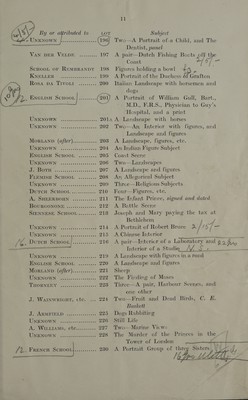 11
By or attributed to LOT Subject
UNKNOWN 196 Two—A Portrait of a Child, and The
Dentist, panel
VAN DER VELDE ...... 197 A pair—Dutch Fishing Boats off the
Coast
SCHOOL OF REMBRANDT 198 Figures holding a bowl
KNELLER ............ 199 A Portrait of the Duchess of Grafton
ROSA DA TIVOLI ...... 200 Italian Landscape with horsemen and
dogs
ENGLISH SCHOOL ...... 201 A Portrait of William Gull, Bart.,
M.D., F.R.S., Physician to Guy's
Hospital, and a print
UNKNOWN ............ 201A A Landscape with horses
UNKNOWN ............ 202 Two—An Interior with figures, and
Landscape and figures
MORLAND (after) ...... 203 A Landscape, figures, etc.
UNKNOWN ............ 204 An Italian Figure Subject
ENGLISH SCHOOL ...... 205 Coast Scene
UNKNOWN ............ 206 Two—Landscapes
J. BOTH ............ 207 A Landscape and figures
FLEMISH SCHOOL ...... 208 An Allegorical Subject
UNKNOWN ............ 209 Three—Religious Subjects
DUTCH SCHOOL ...... 210 Four—Figures, etc.
A. SHEERBOOM ...... 211 The Errant Prince, signed and dated
BOURGOGNONE ...... 212 A Battle Scene
SIENNESE SCHOOL ...... 213 Joseph and Mary paying the tax at
Bethlehem
UNKNOWN ............ 214 A Portrait of Robert Bruce 2/15/-
UNKNOWN ............ 215 A Chinese Interior
16 DUTCH SCHOOL ...... 216 A pair—Interior of a Laboratory and
Interior of a Studio
UNKNOWN ............ 219 A Landscape with figures in a road
ENGLISH SCHOOL ...... 220 A Landscape and figures
MORLAND (after) ...... 221 Sheep
UNKNOWN ............ 222 The Finding of Moses
THORNLEY ............ 223 Three—A pair, Harbour Scenes, and
one other
J. WAINWRIGHT, etc. ... 224 Two—Fruit and Dead Birds, C. E.
Baskett
J. ARMFIELD ...... 225 Dogs Rabbiting
UNKNOWN ............ 226 Still Life
A. WILLIAMS, etc. ...... 227 Two—Marine Views
UNKNOWN ............ 228 The Murder of the Princes in the
Tower of London
12 FRENCH SCHOOL ...... 230 A Portrait Group of three Sisters